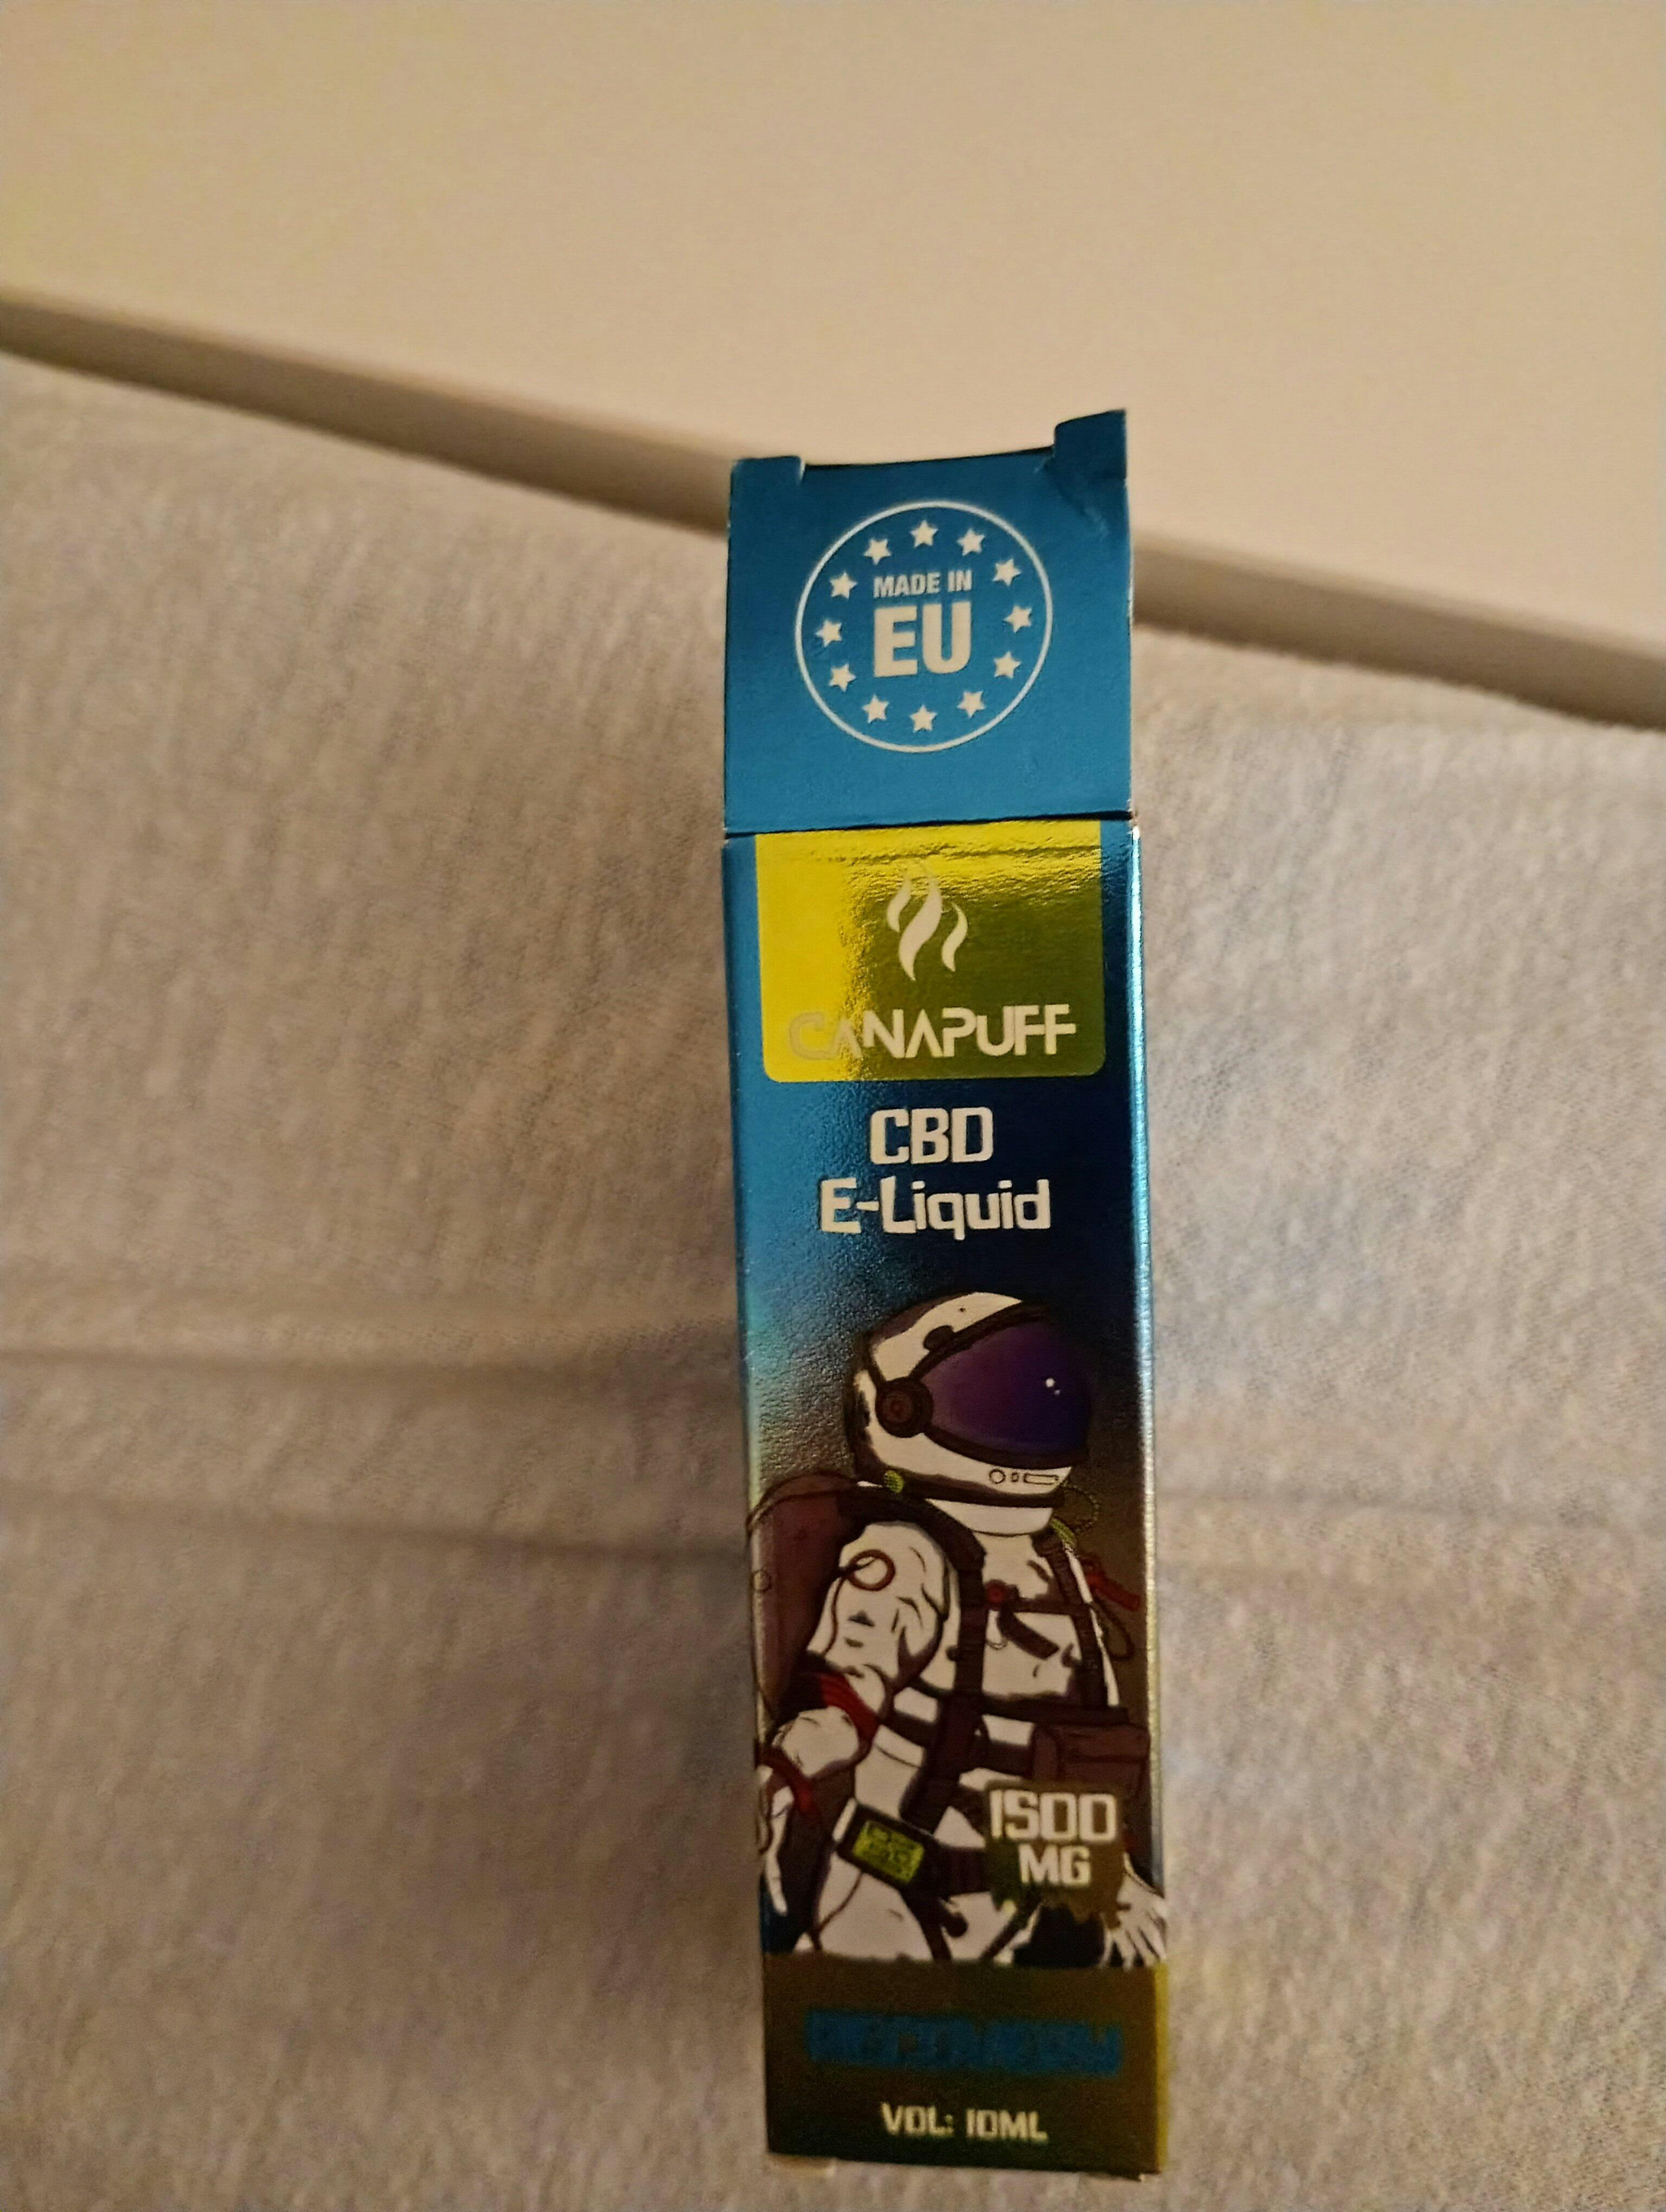 MADE IN
EU
CANAPUFF
CBD
E-Liquid
1500
MG
VOL: 10ML